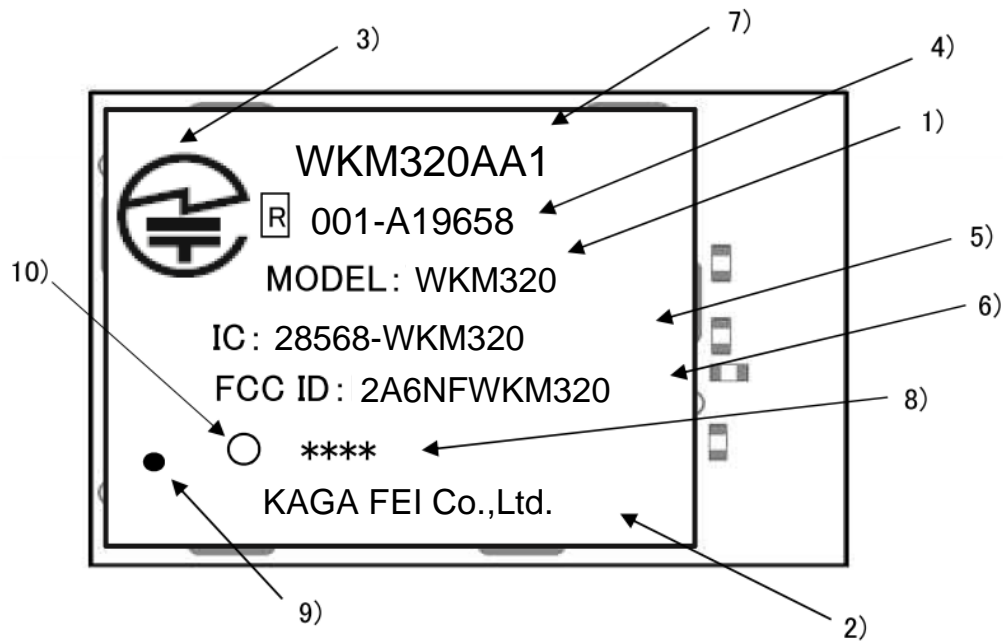 3)
7)
4)
1)
WKM320AA1
R 001-A19658
MODEL: WKM320
5)
10)
6)
IC: 28568-WKM320
FCC ID: 2A6NFWKM320
8)
****
KAGA FEI Co.,Ltd.
9)
2)